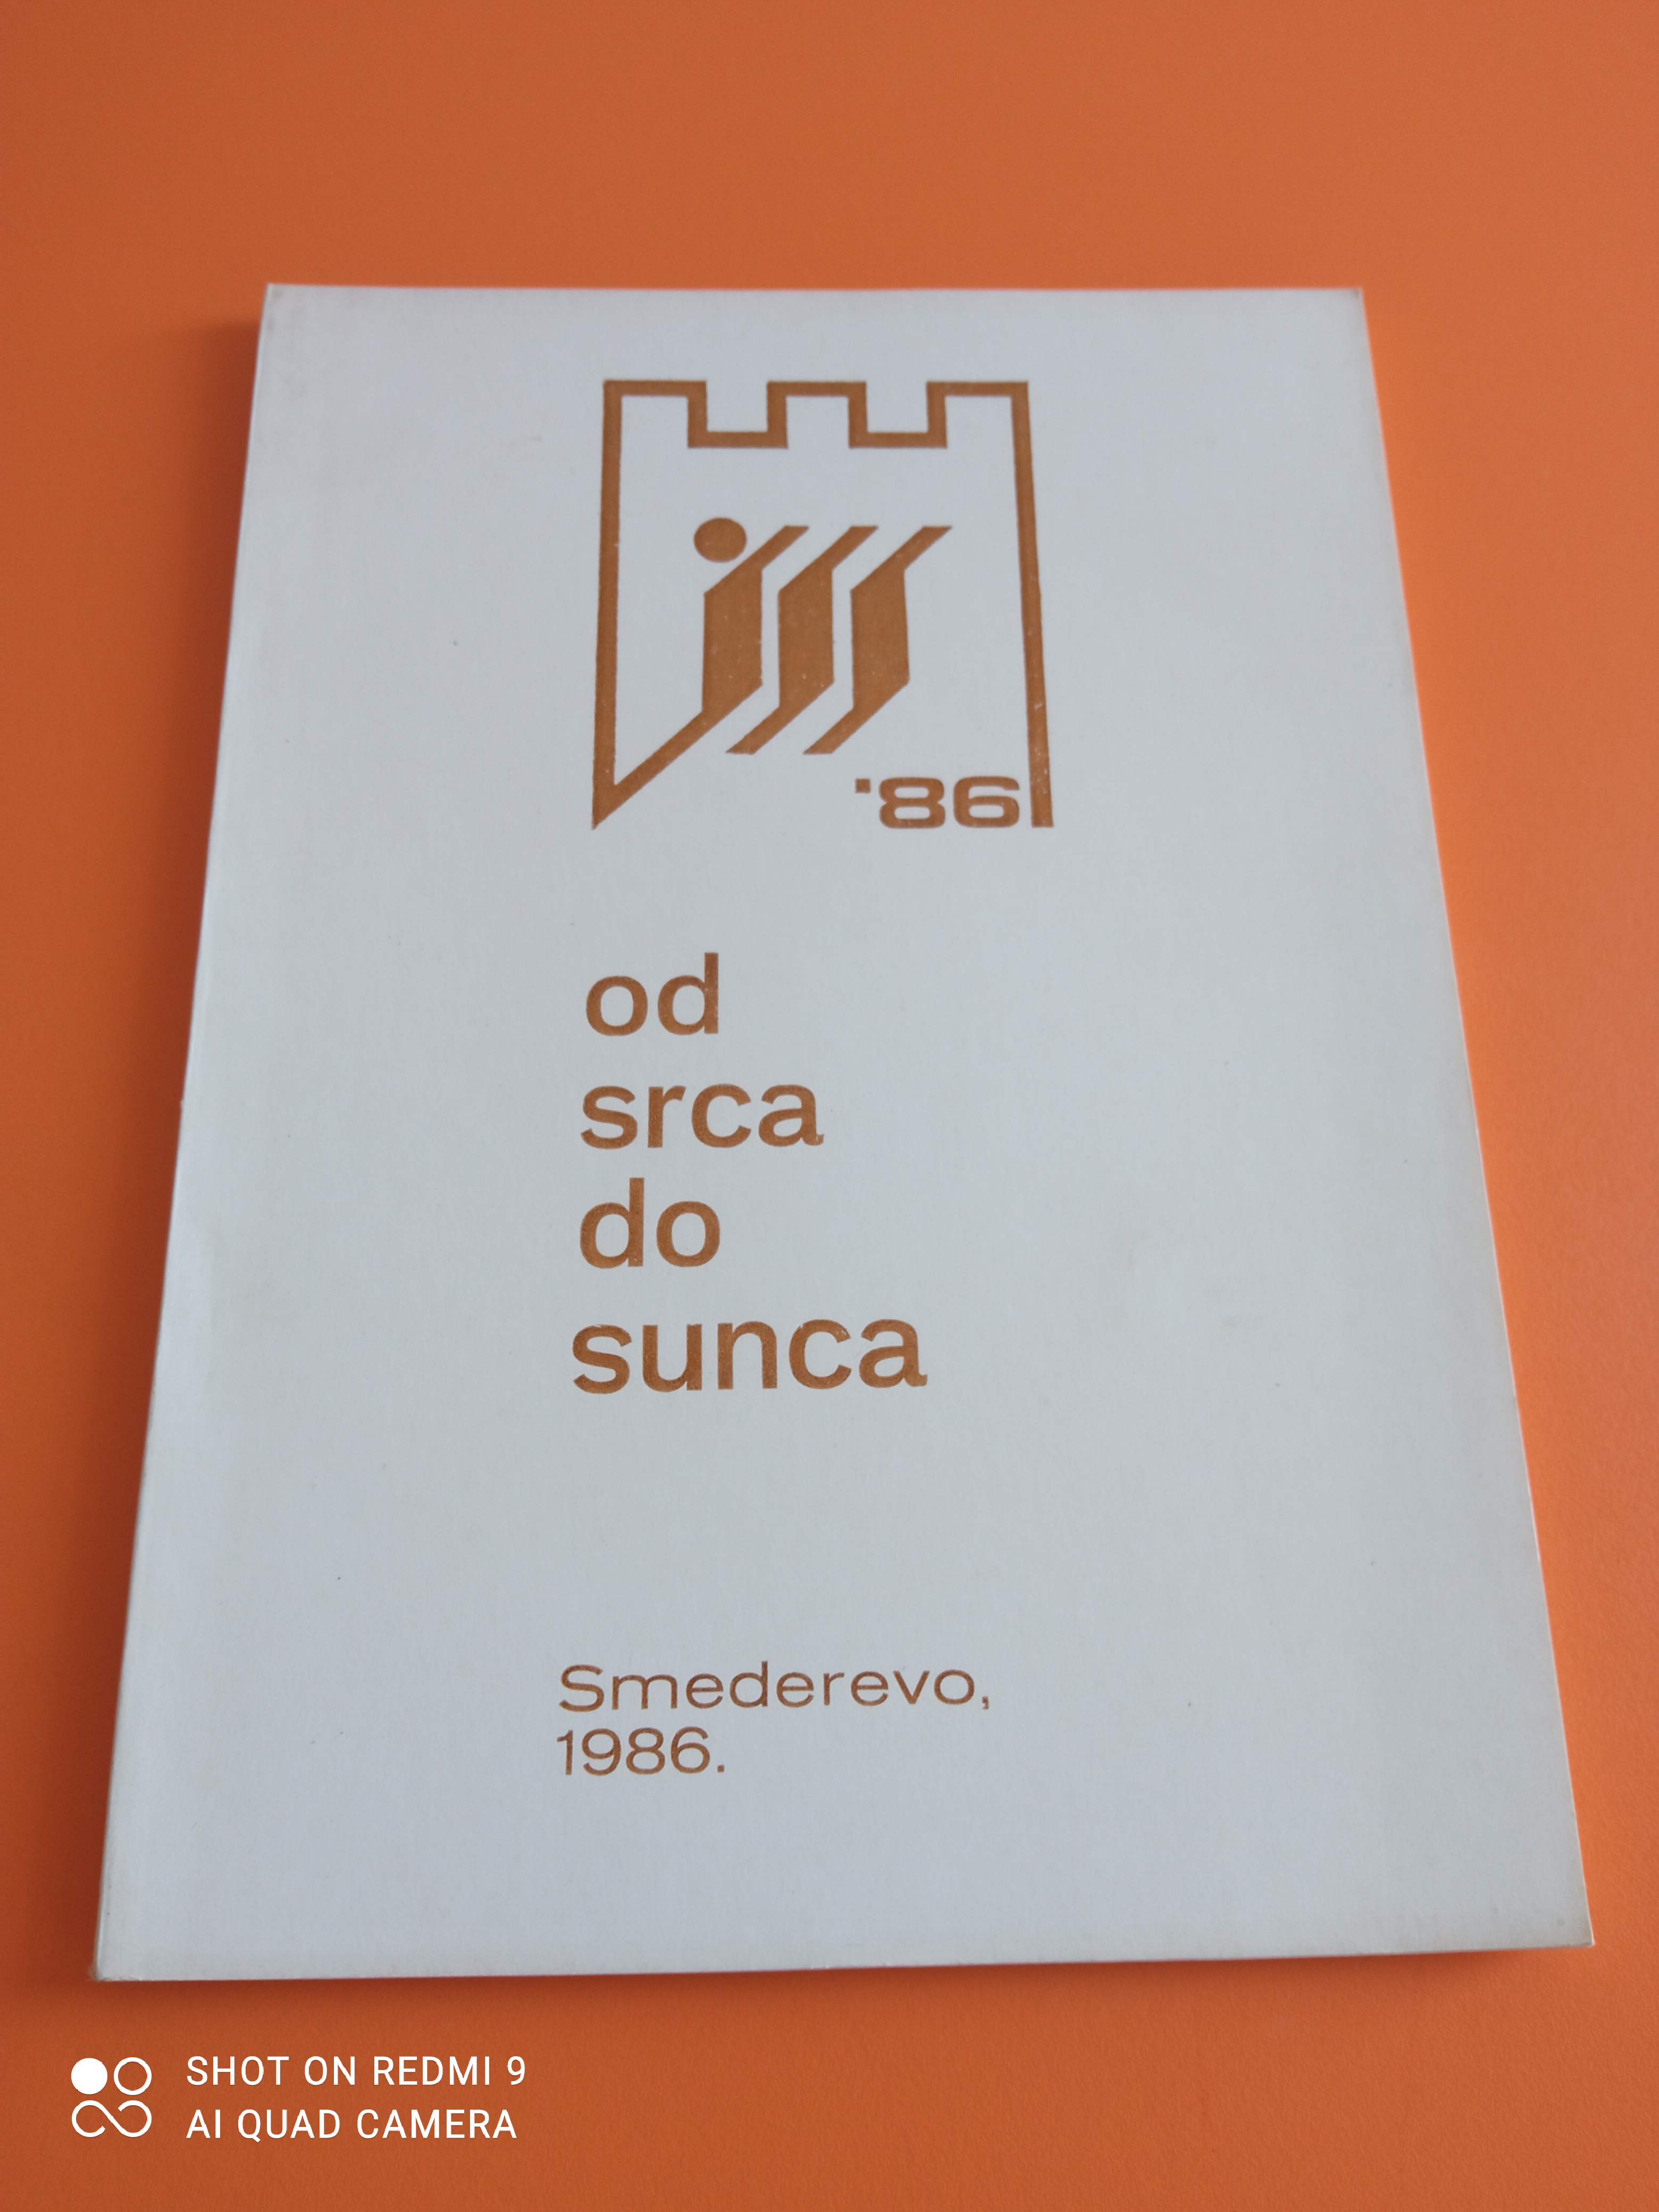 '86
od
srca
do
sunca
Smederevo,
1986.
SHOT ON REDMI 9
AI QUAD CAMERA